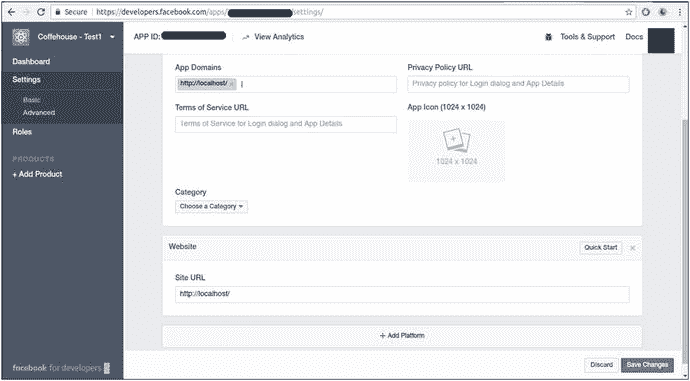 Secure https://developers.facebook.com/apps/ settings/
Coffehouse - Test1
APP ID:
View Analytics
Tools & Support
Docs
Dashboard
Settings
Basic
Advanced
Roles
PRODUCTS
+ Add Product
App Domains
Privacy Policy URL
http://localhost/ ×
Privacy policy for Login dialog and App Details
Terms of Service URL
App Icon (1024 x 1024)
Terms of Service for Login dialog and App Details
1024 x 1024
Category
Choose a Category
Website
Quick Start
Site URL
http://localhost/
+ Add Platform
facebook for developers
Discard
Save Changes